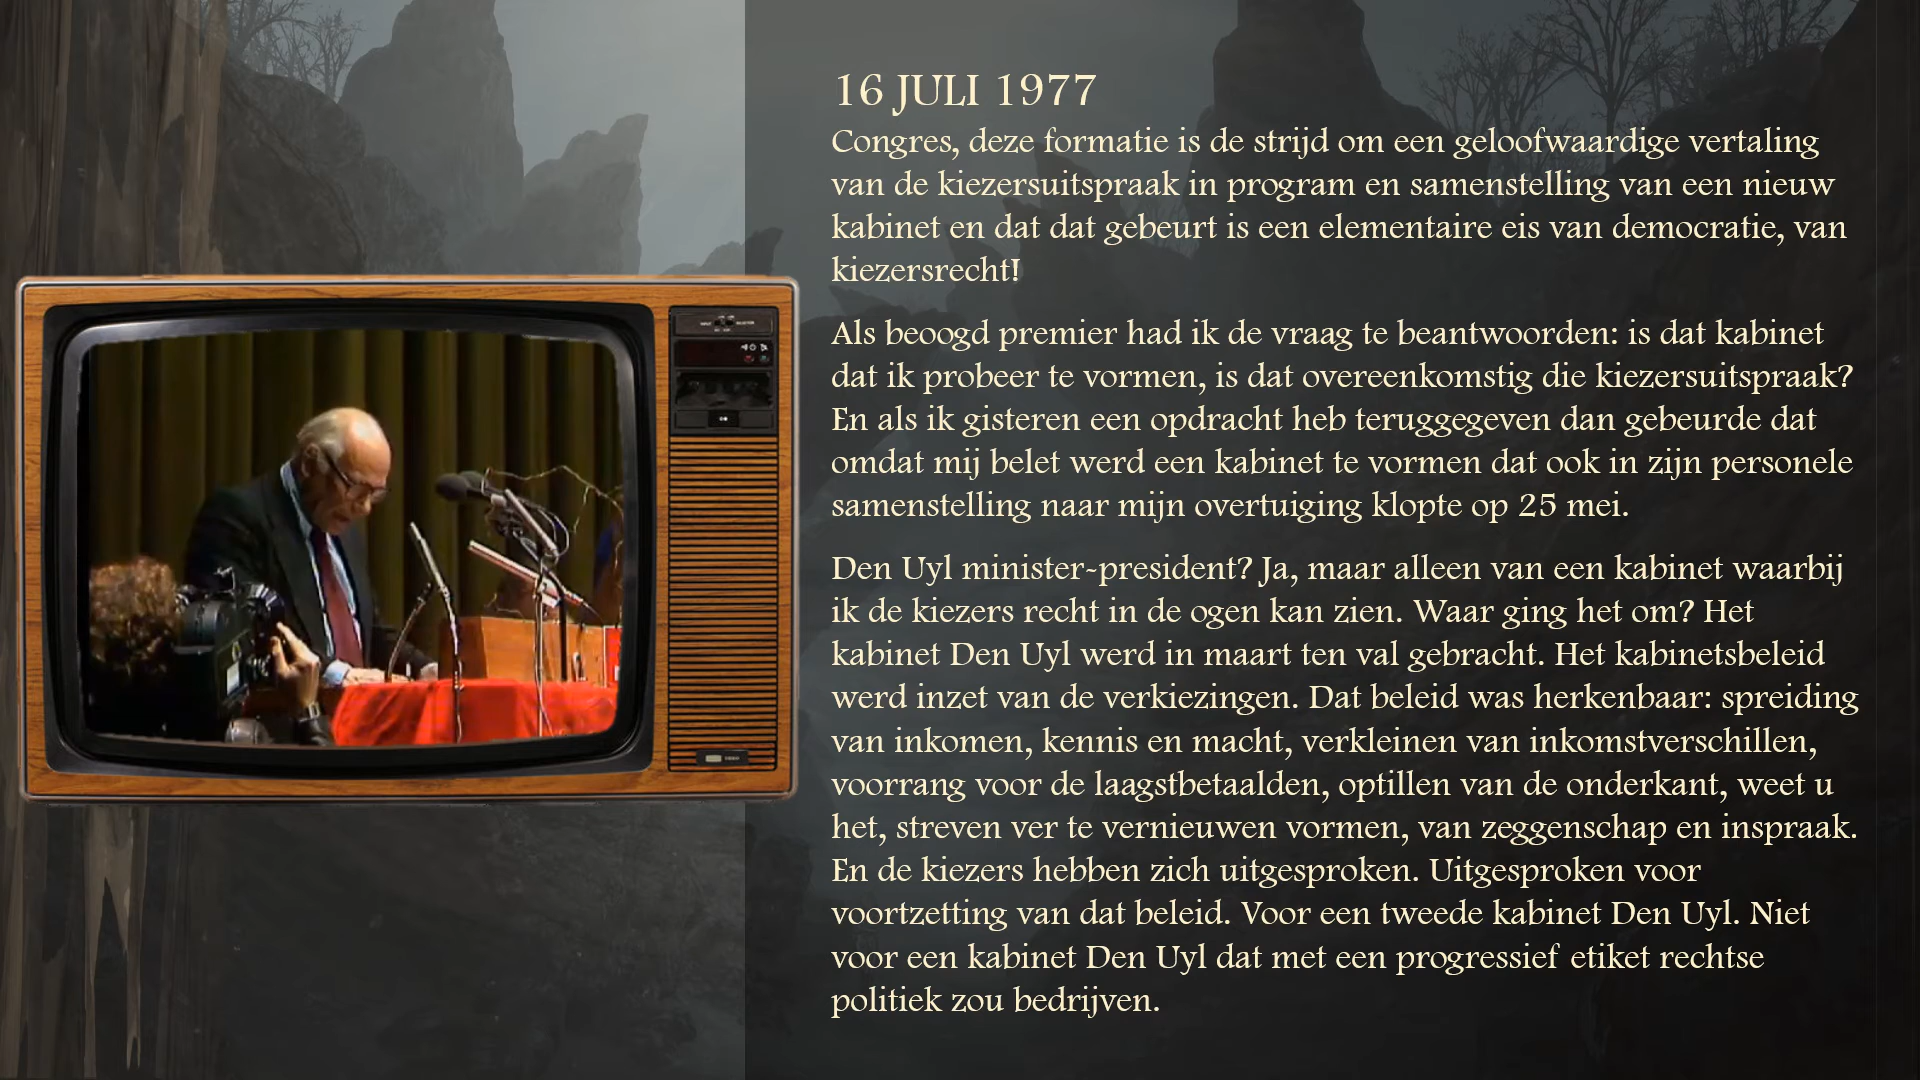 16 JULI 1977
Congres, deze formatie is de strijd om een geloofwaardige vertaling
van de kiezersuitspraak in program en samenstelling van een nieuw
kabinet en dat dat gebeurt is een elementaire eis van democratie, van
kiezersrecht!
Als beoogd premier had ik de vraag te beantwoorden: is dat kabinet
dat ik probeer te vormen, is dat overeenkomstig die kiezersuitspraak?
En als ik gisteren een opdracht heb teruggegeven dan gebeurde dat
omdat mij belet werd een kabinet te vormen dat ook in zijn personele
samenstelling naar mijn overtuiging klopte op 25 mei.
Den Uyl minister-president? Ja, maar alleen van een kabinet waarbij
ik de kiezers recht in de ogen kan zien. Waar ging het om? Het
kabinet Den Uyl werd in maart ten val gebracht. Het kabinetsbeleid
werd inzet van de verkiezingen. Dat beleid was herkenbaar: spreiding
van inkomen, kennis en macht, verkleinen van inkomstverschillen,
voorrang voor de laagstbetaalden, optillen van de onderkant, weet u
het, streven ver te vernieuwen vormen, van zeggenschap en inspraak.
En de kiezers hebben zich uitgesproken. Uitgesproken voor
voortzetting van dat beleid. Voor een tweede kabinet Den Uyl. Niet
voor een kabinet Den Uyl dat met een progressief etiket rechtse
politiek zou bedrijven.